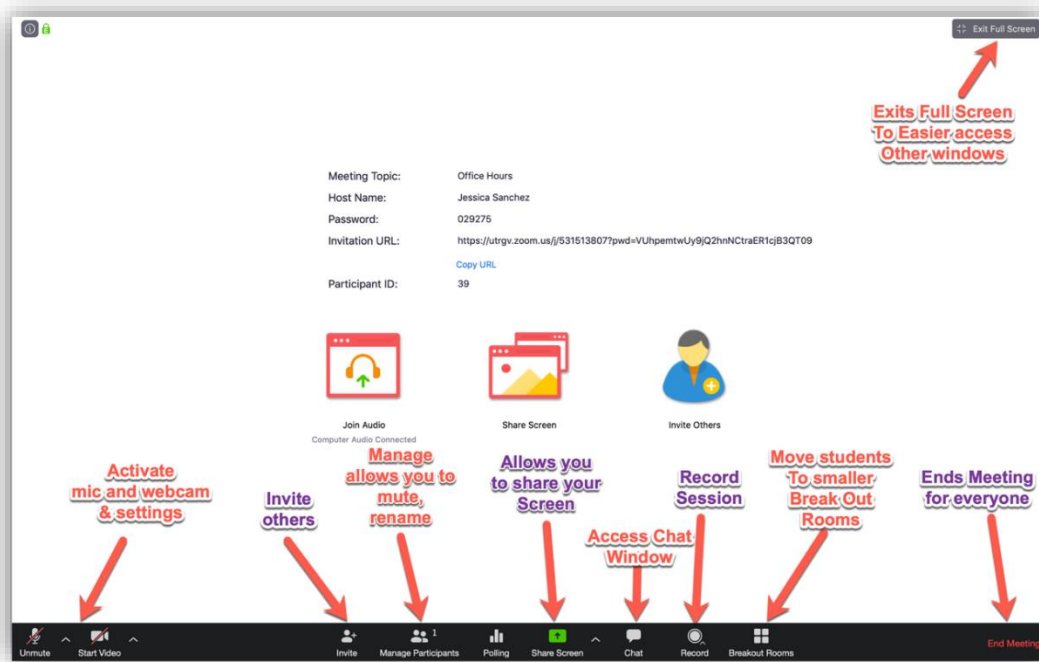 Exit Full Screen
Exits Full Screen
To Easier access
Other windows
Meeting Topic: Office Hours
Host Name: Jessica Sanchez
Password: 029275
Invitation URL: https://utrgv.zoom.us/j/531513807?pwd=VUhpemtwUy9jQ2hnNCtraER1cjB3QT09
Copy URL
Participant ID: 39
Join Audio
Computer Audio Connected
Share Screen
Invite Others
Activate
mic and webcam
& settings
Invite
others
Manage
allows you to
mute,
rename
Allows you
to share your
Screen
Access Chat
Window
Record
Session
Move students
To smaller
Break Out
Rooms
Ends Meeting
for everyone
Unmute
Start Video
Invite
1
Manage Participants
Polling
Share Screen
Chat
Record
Breakout Rooms
End Meeting